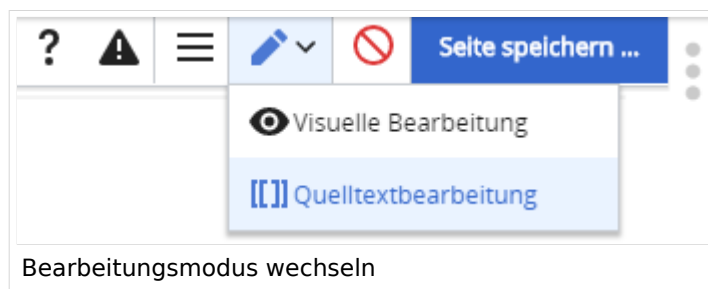 ? Seite speichern ...
Visuelle Bearbeitung
[[]] Quelltextbearbeitung
Bearbeitungsmodus wechseln